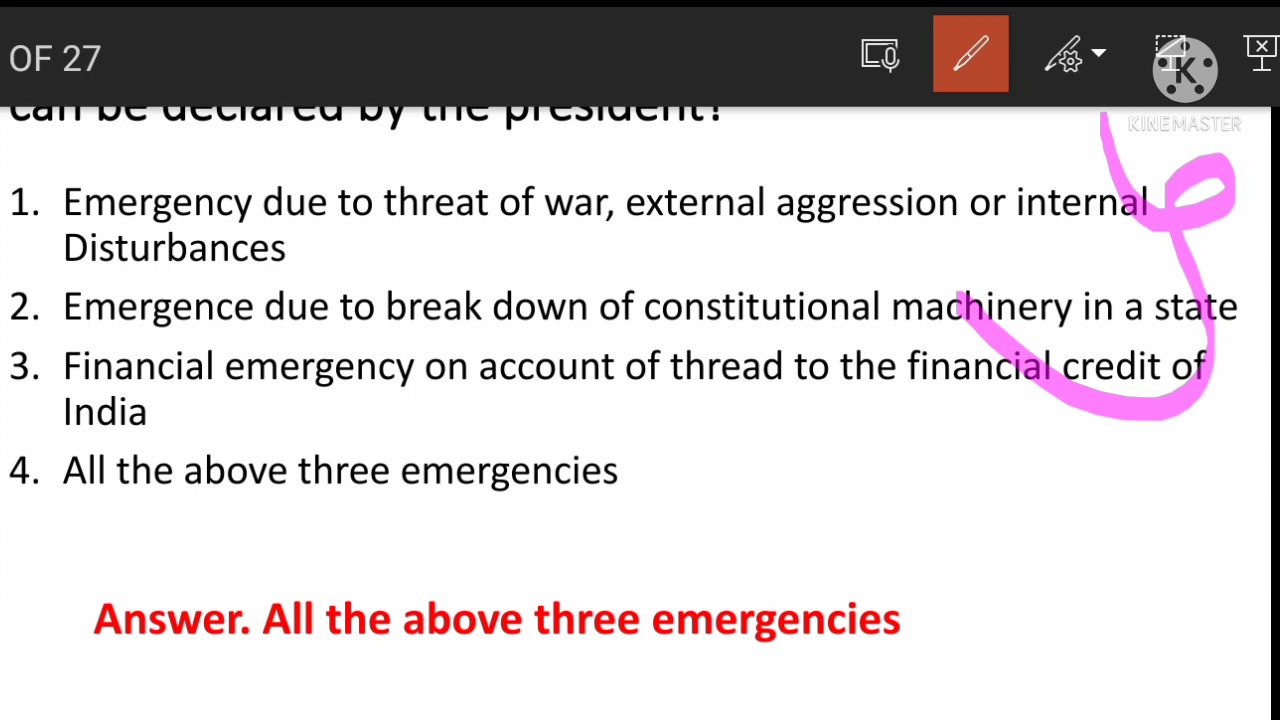 OF 27
KINEMASTER
can be declared by the president?
1. Emergency due to threat of war, external aggression or internal
Disturbances
2. Emergence due to break down of constitutional machinery in a state
3. Financial emergency on account of thread to the financial credit of
India
4. All the above three emergencies
Answer. All the above three emergencies